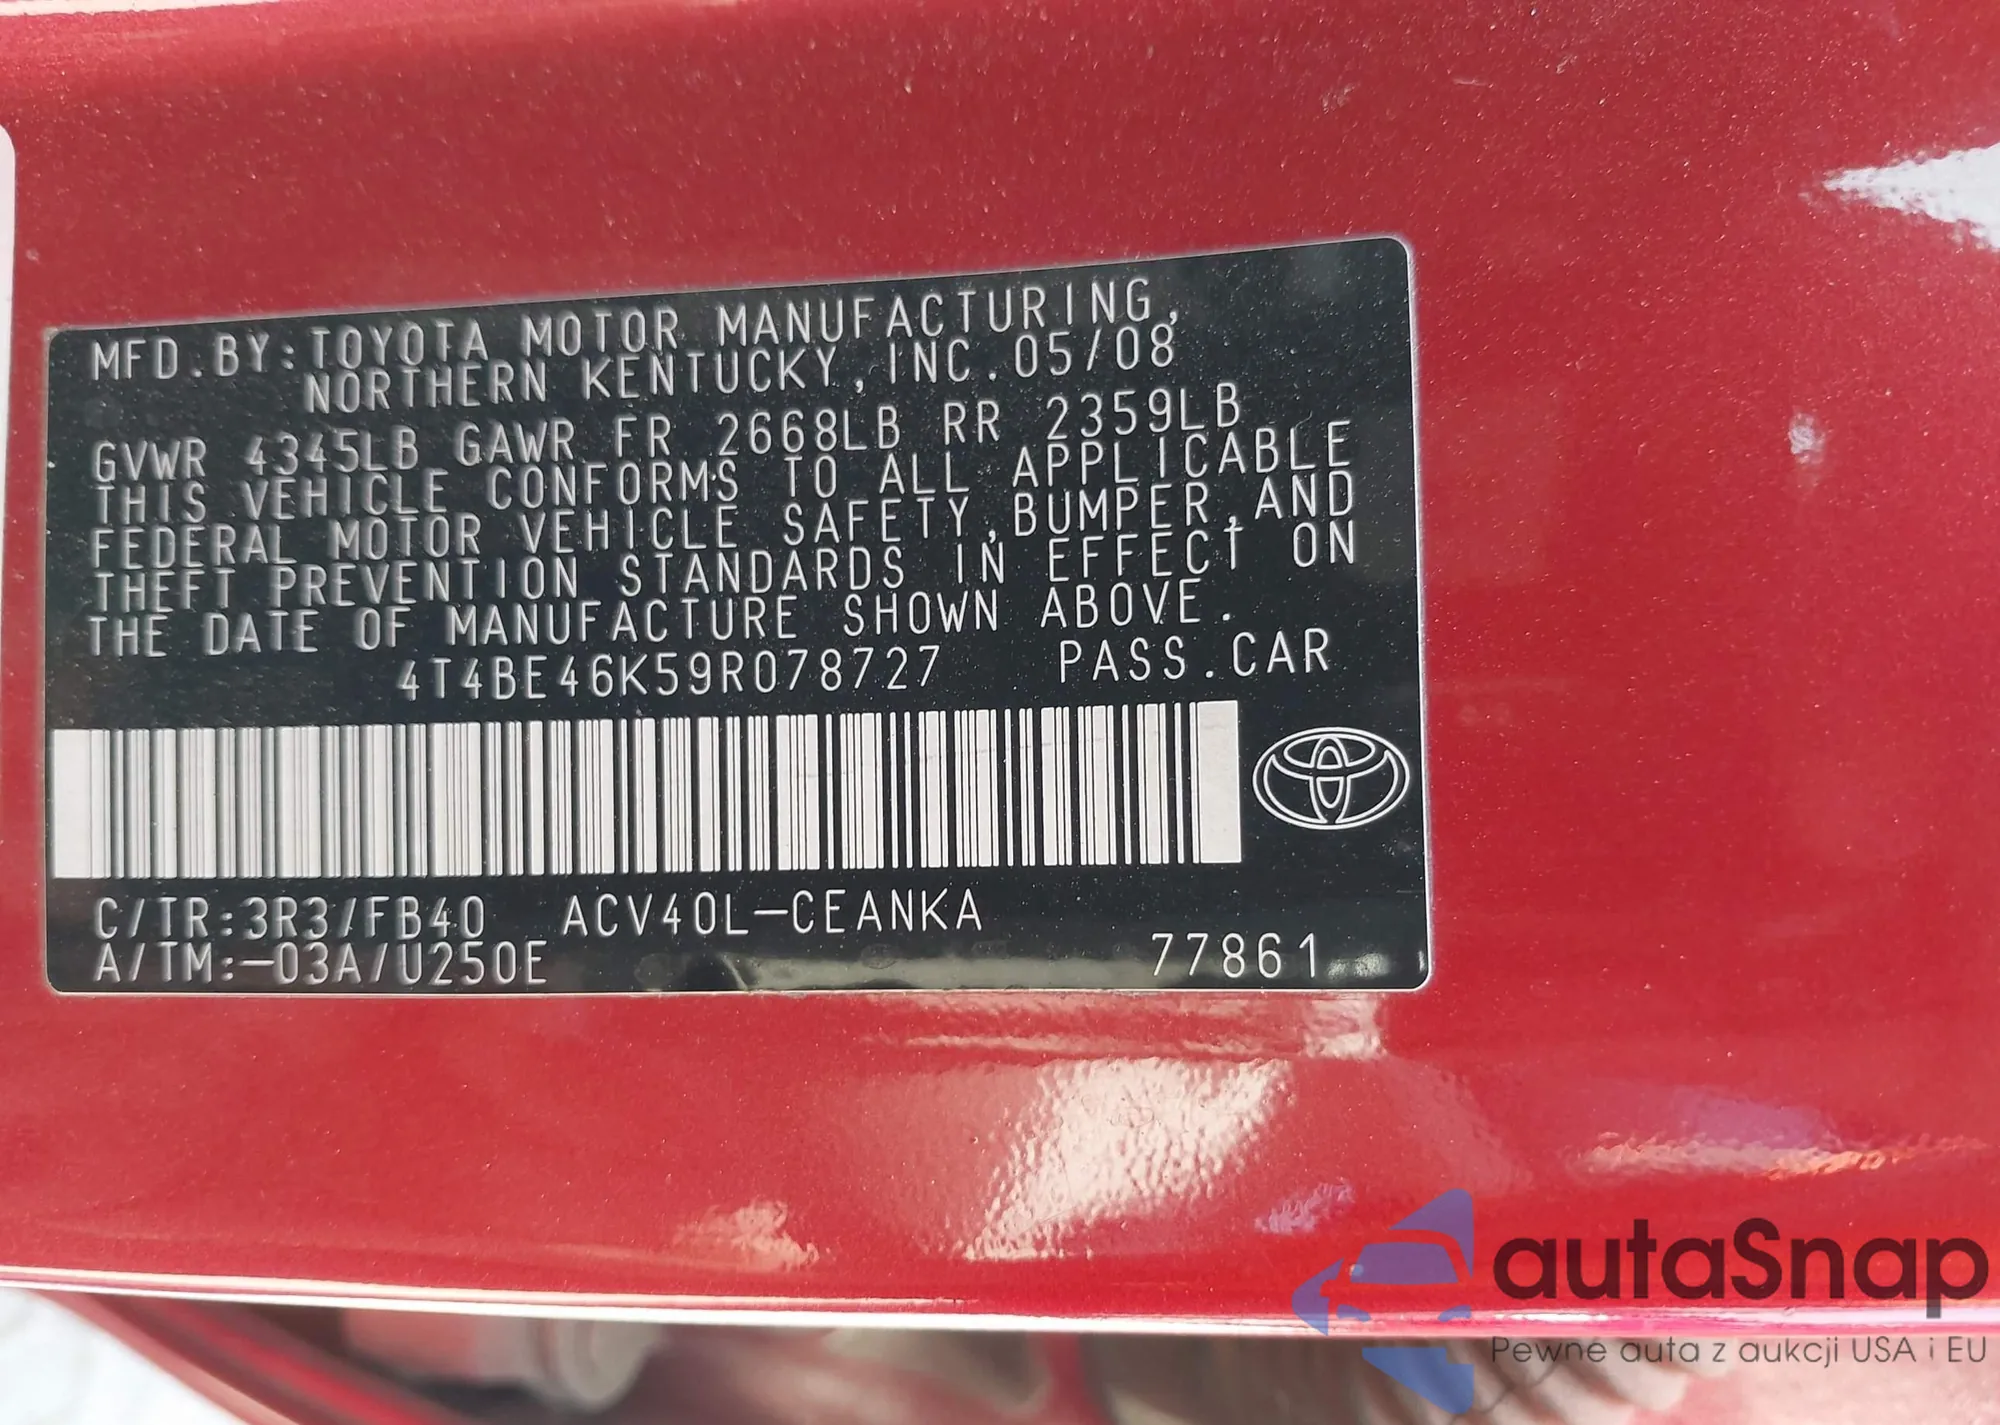 MFD.BY:TOYOTA MOTOR MANUFACTURING,
NORTHERN KENTUCKY, INC. 05/08
GVWR 4345LB GAWR FR 2668LB RR 2359LB
THIS VEHICLE CONFORMS TO ALL APPLICABLE
FEDERAL MOTOR VEHICLE SAFETY, BUMPER, AND
THEFT PREVENTION STANDARDS IN EFFECT ON
THE DATE OF MANUFACTURE SHOWN ABOVE.
4T4BE46K59R078727 PASS.CAR
C/TR:3R3/FB40 ACV40L-CEANKA
A/TM:-03A/U250E 77861
autaSnap
Pewne auta z aukcji USA i EU